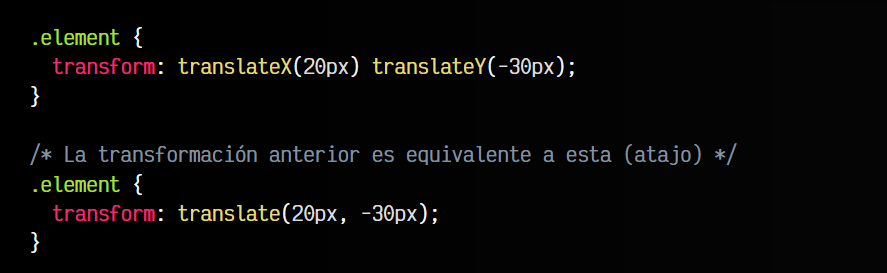 .element {
  transform: translateX(20px) translateY(-30px);
}

/* La transformación anterior es equivalente a esta (atajo) */
.element {
  transform: translate(20px, -30px);
}